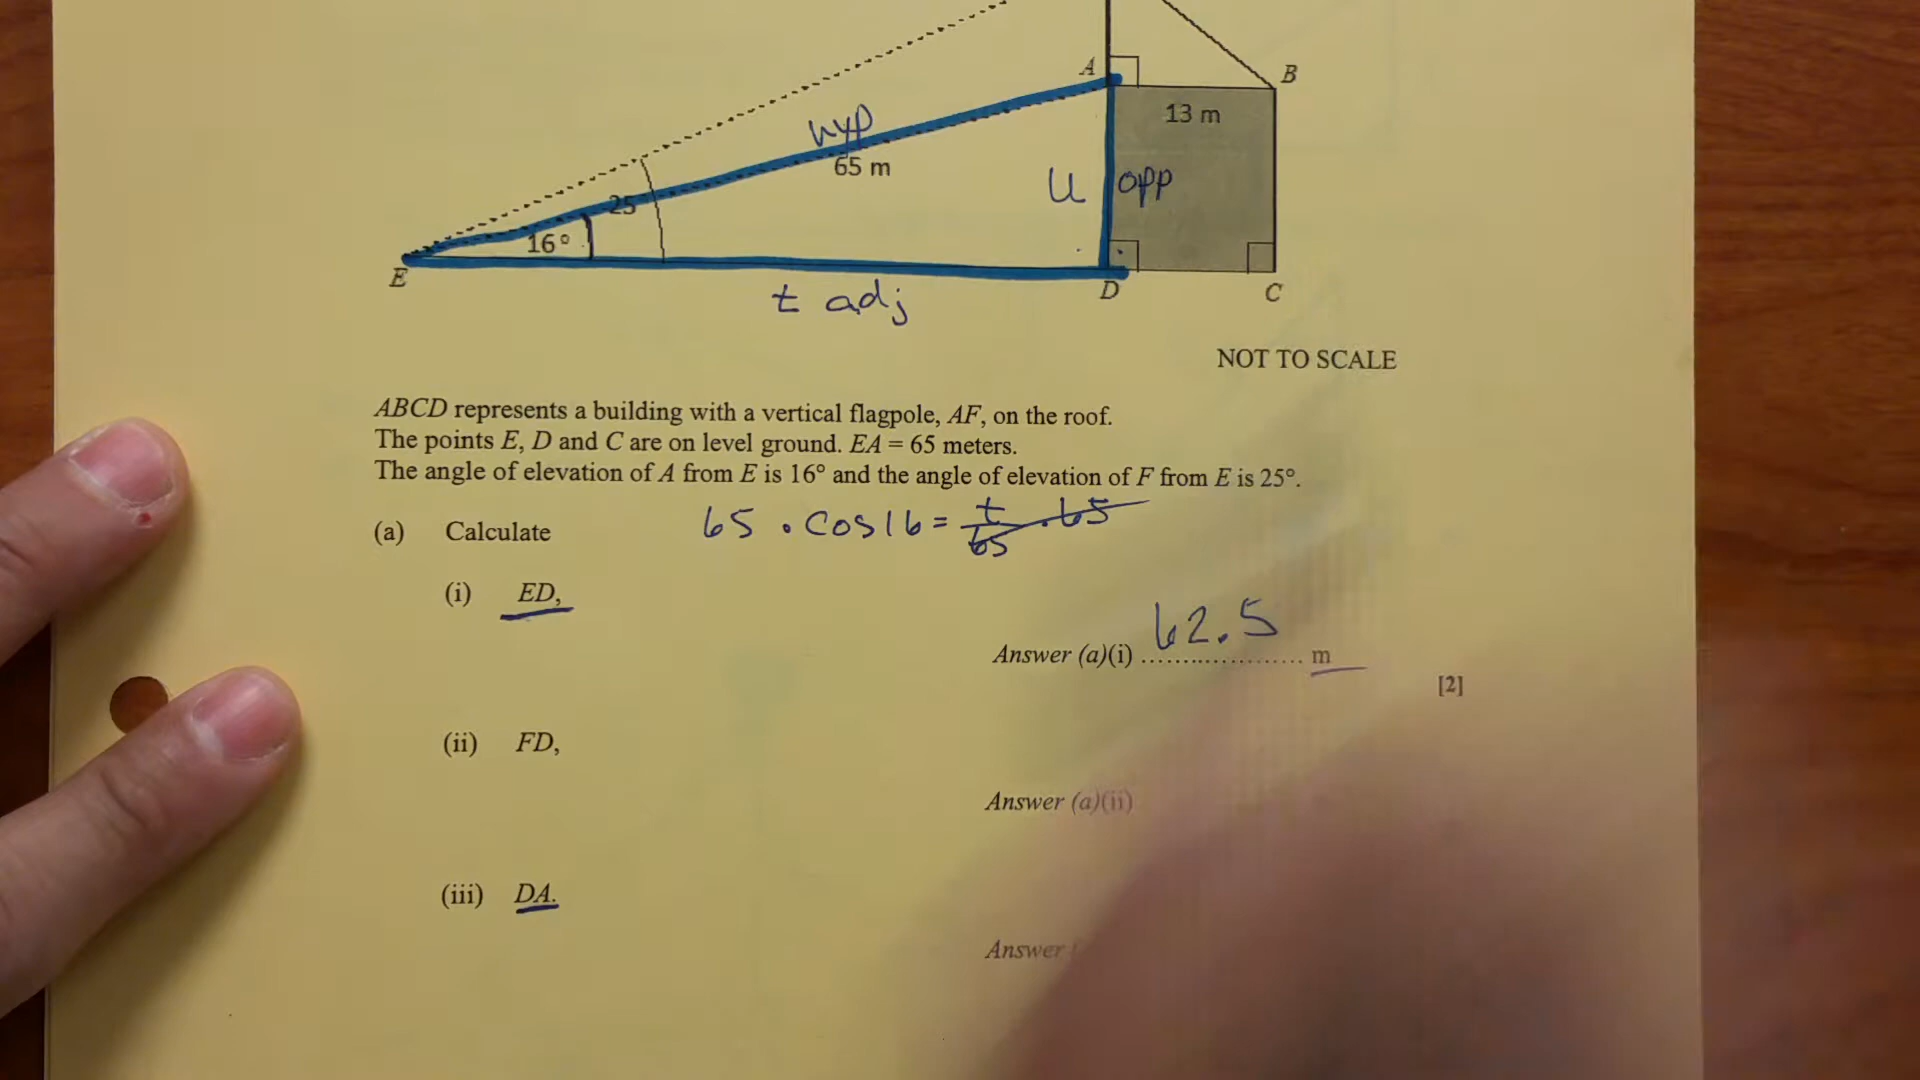 A
B
13 m
hyp
65 m
U opp
25
16°
E
D
C
t adj
NOT TO SCALE
ABCD represents a building with a vertical flagpole, AF, on the roof.
The points E, D and C are on level ground. EA = 65 meters.
The angle of elevation of A from E is 16° and the angle of elevation of F from E is 25°.
(a) Calculate
65 . cos16 = t/65 . 65
(i) ED,
62.5
Answer (a)(i) .................... m
[2]
(ii) FD,
Answer (a)(ii)
(iii) DA.
Answer